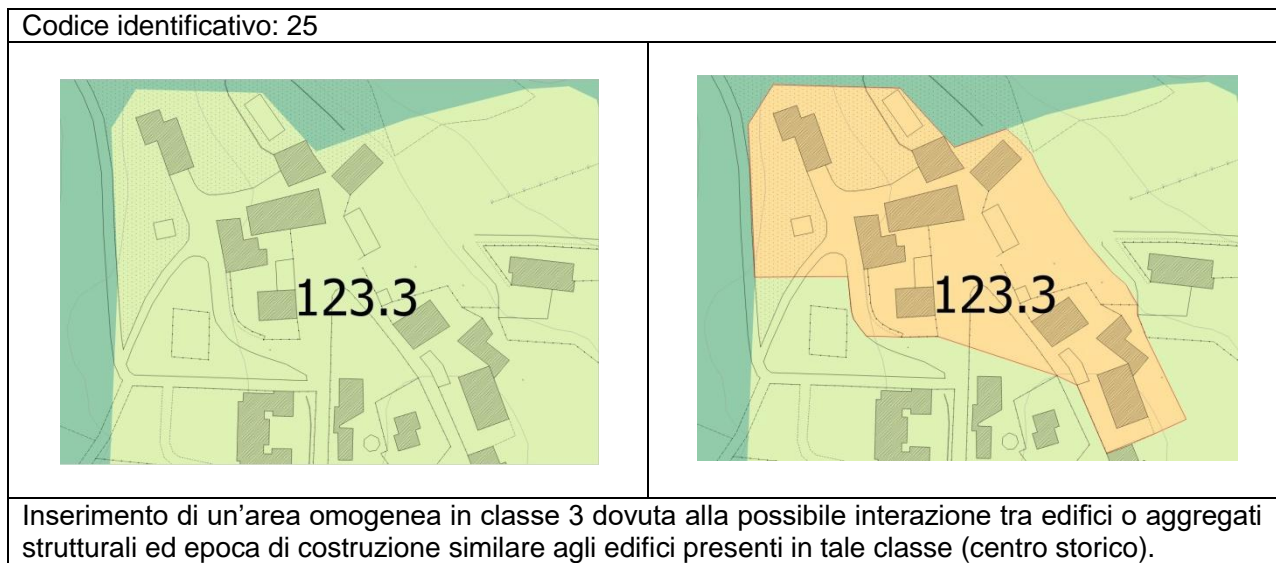 Codice identificativo: 25
123.3
123.3
Inserimento di un’area omogenea in classe 3 dovuta alla possibile interazione tra edifici o aggregati
strutturali ed epoca di costruzione similare agli edifici presenti in tale classe (centro storico).